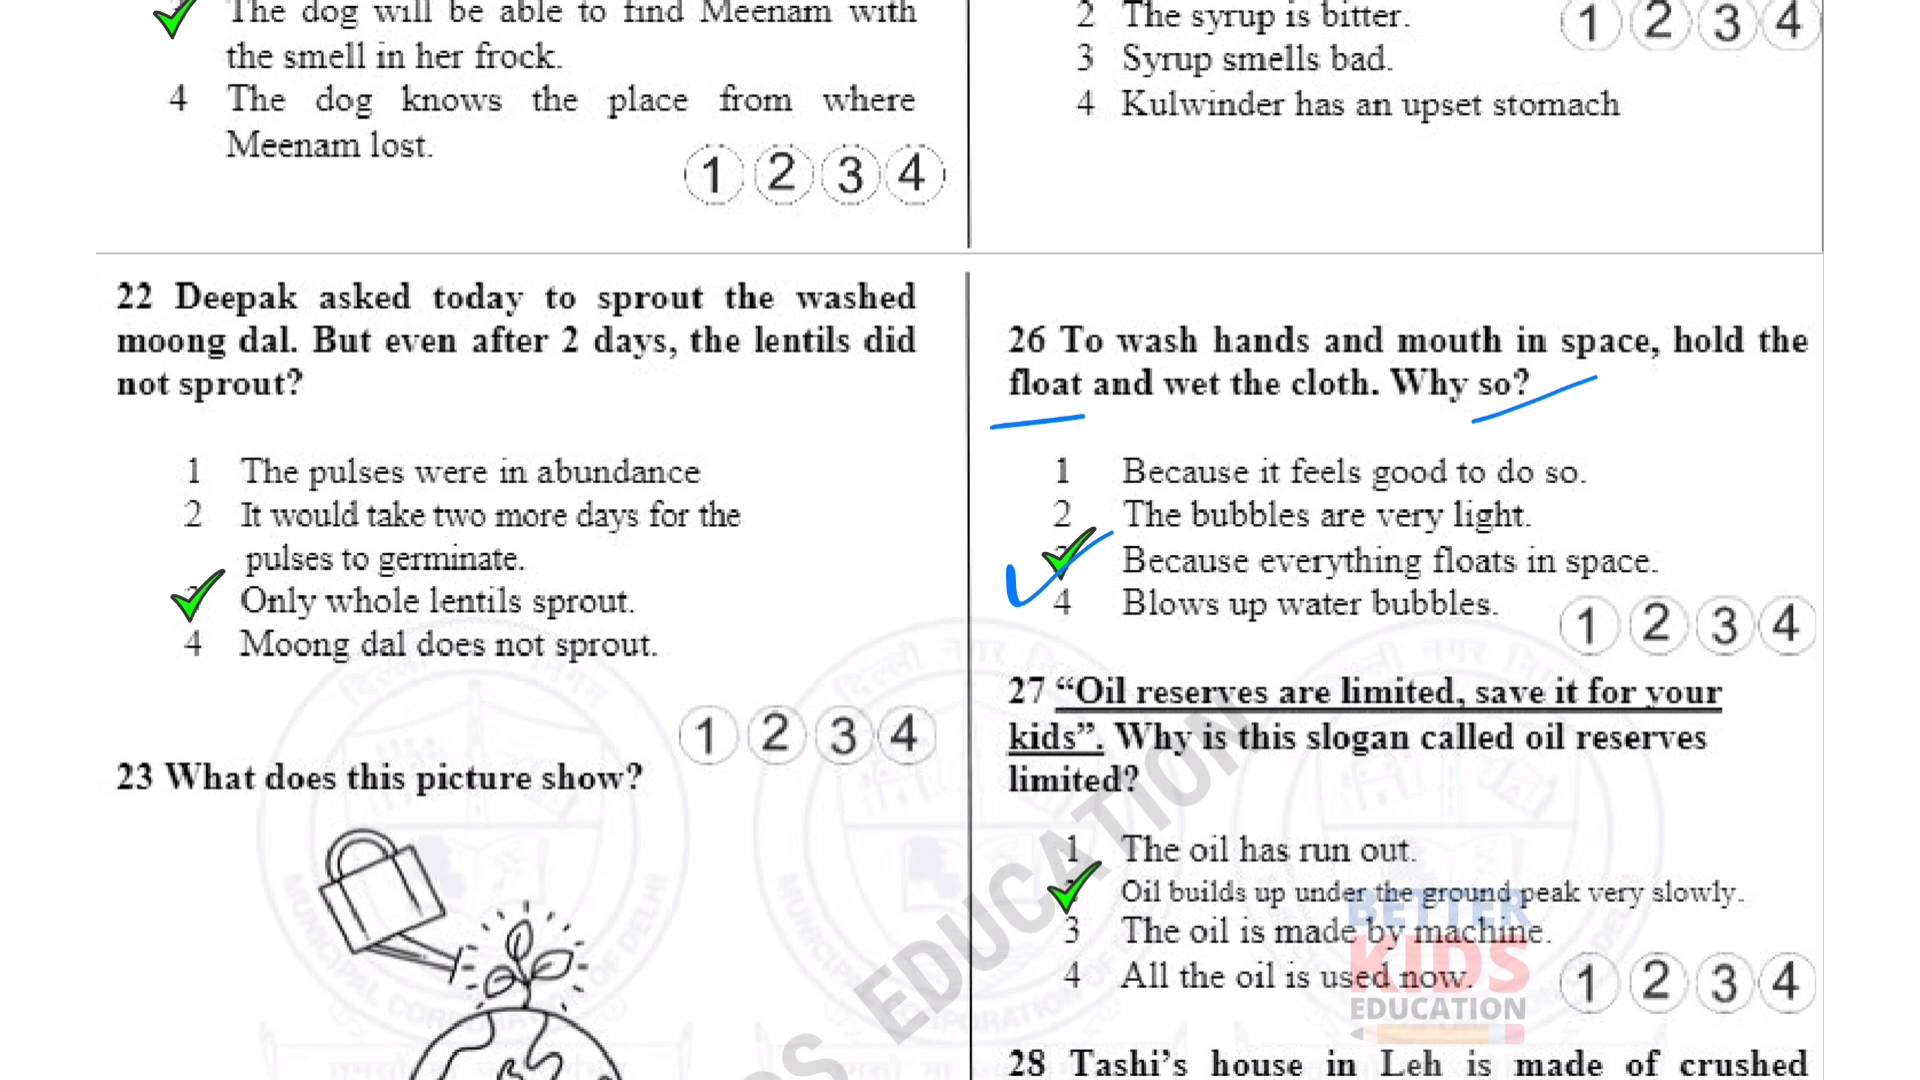 The dog will be able to find Meenam with
the smell in her frock.
4 The dog knows the place from where
Meenam lost.
1 2 3 4
22 Deepak asked today to sprout the washed
moong dal. But even after 2 days, the lentils did
not sprout?
1 The pulses were in abundance
2 It would take two more days for the
pulses to germinate.
Only whole lentils sprout.
4 Moong dal does not sprout.
1 2 3 4
23 What does this picture show?
2 The syrup is bitter.
1 2 3 4
3 Syrup smells bad.
4 Kulwinder has an upset stomach
26 To wash hands and mouth in space, hold the
float and wet the cloth. Why so?
1 Because it feels good to do so.
2 The bubbles are very light.
Because everything floats in space.
4 Blows up water bubbles.
1 2 3 4
27 “Oil reserves are limited, save it for your
kids”. Why is this slogan called oil reserves
limited?
1 The oil has run out.
Oil builds up under the ground peak very slowly.
3 The oil is made by machine.
4 All the oil is used now.
1 2 3 4
28 Tashi’s house in Leh is made of crushed
EDUCATION
BETTER
KIDS
EDUCATION